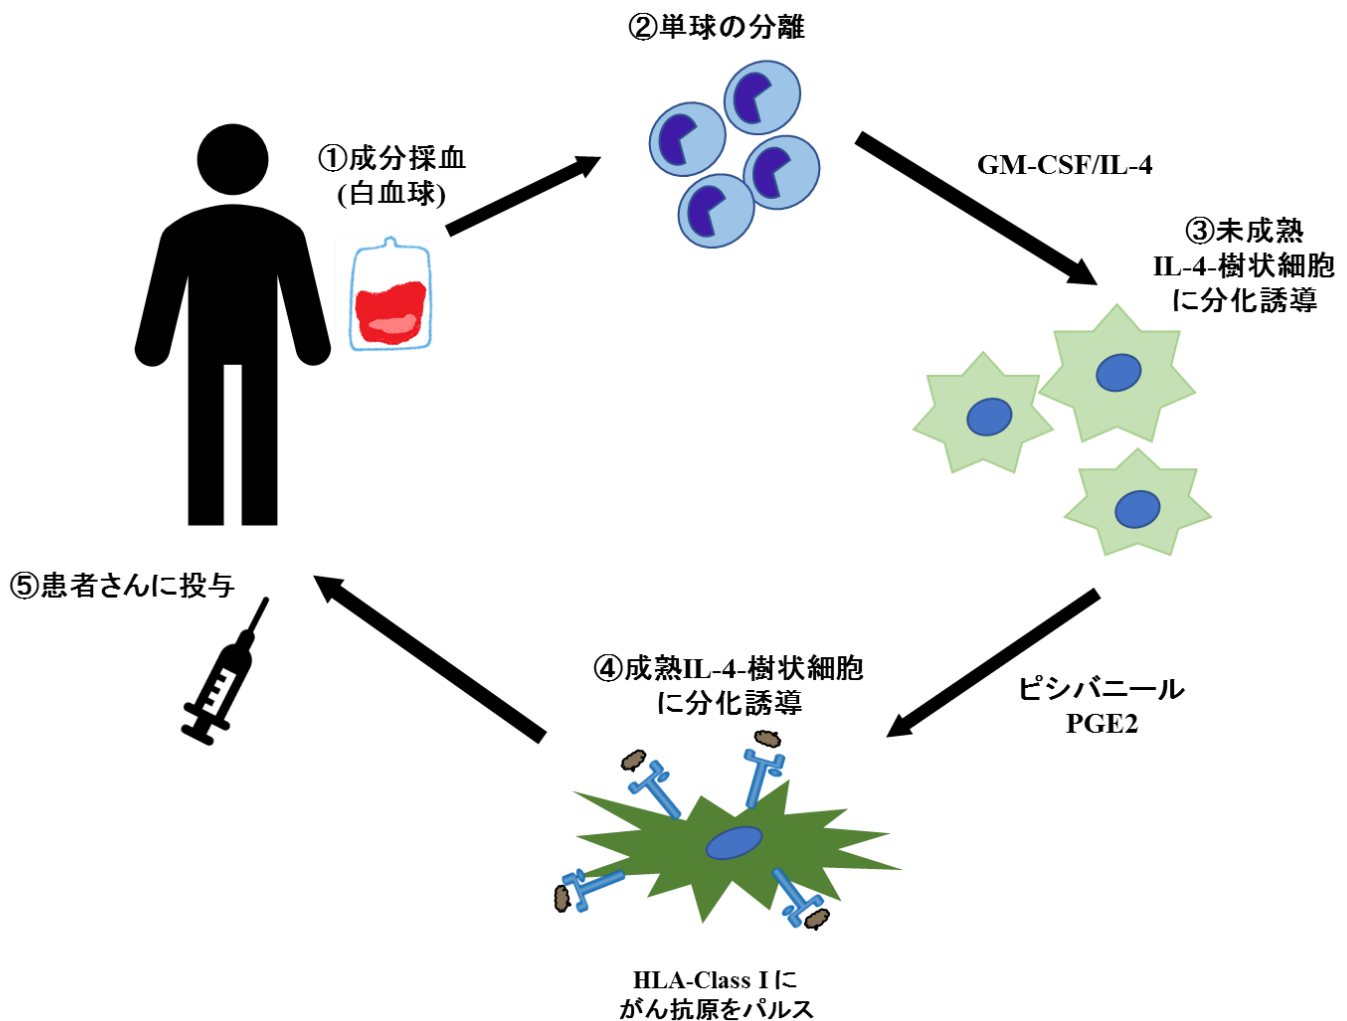 ①成分採血
(白血球)
②単球の分離
GM-CSF/IL-4
③未成熟
IL-4-樹状細胞
に分化誘導
ピシバニール
PGE2
④成熟IL-4-樹状細胞
に分化誘導
HLA-Class Iに
がん抗原をパルス
⑤患者さんに投与